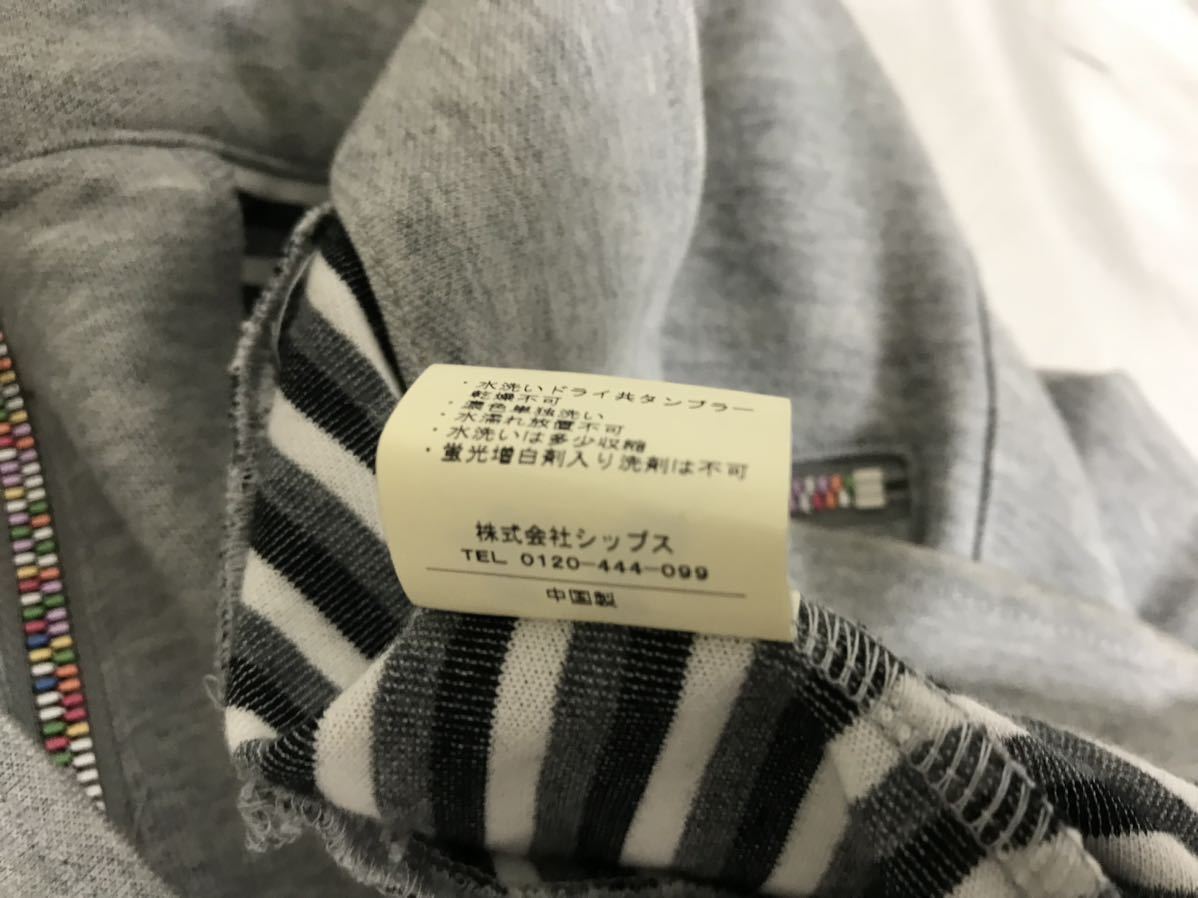 ・水洗いドライ共タンブラー
乾燥不可
・濃色単独洗い
・水濡れ放置不可
・水洗いは多少収縮
・蛍光増白剤入り洗剤は不可
株式会社シップス
TEL 0120-444-099
中国製